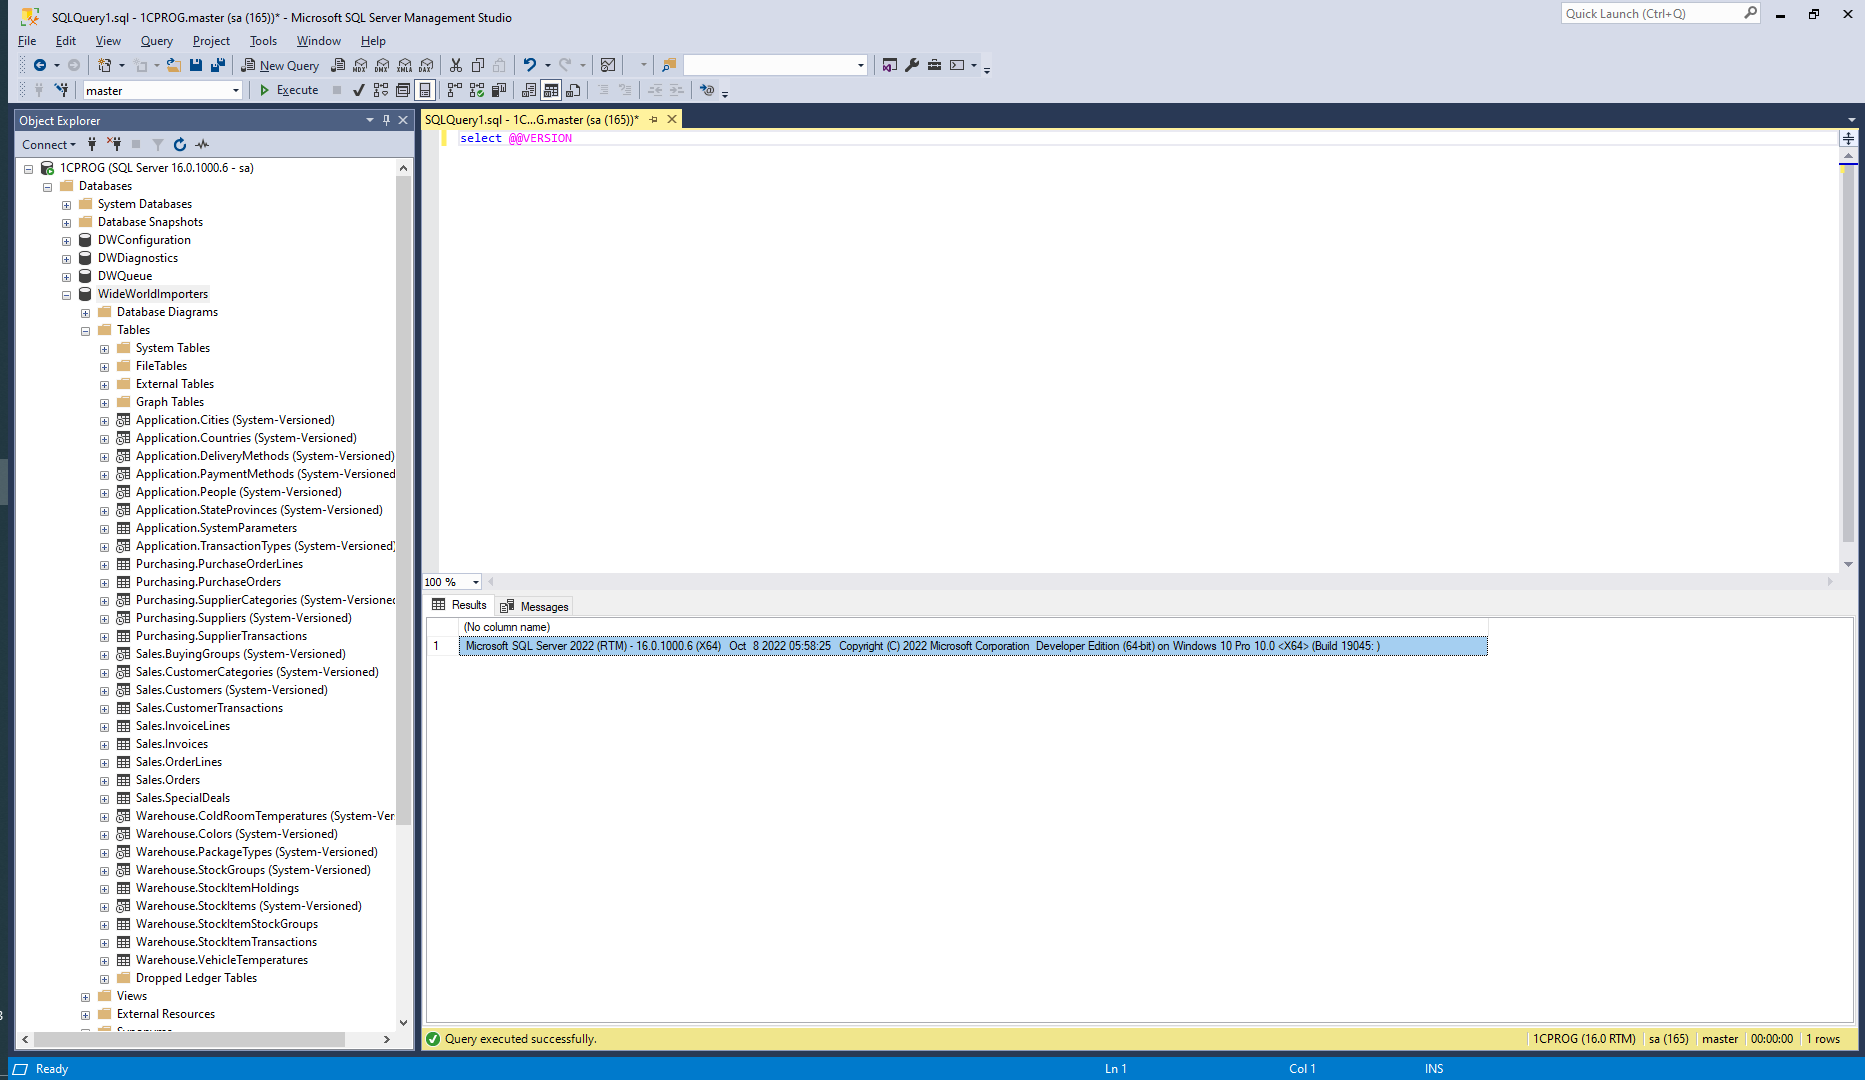 SQLQuery1.sql - 1CPROG.master (sa (165))* - Microsoft SQL Server Management Studio
Quick Launch (Ctrl+Q)
File Edit View Query Project Tools Window Help
New Query
MDX DMX XMLA DAX
master
Execute
Object Explorer
Connect
1CPROG (SQL Server 16.0.1000.6 - sa)
Databases
System Databases
Database Snapshots
DWConfiguration
DWDiagnostics
DWQueue
WideWorldImporters
Database Diagrams
Tables
System Tables
FileTables
External Tables
Graph Tables
Application.Cities (System-Versioned)
Application.Countries (System-Versioned)
Application.DeliveryMethods (System-Versioned)
Application.PaymentMethods (System-Versioned
Application.People (System-Versioned)
Application.StateProvinces (System-Versioned)
Application.SystemParameters
Application.TransactionTypes (System-Versioned)
Purchasing.PurchaseOrderLines
Purchasing.PurchaseOrders
Purchasing.SupplierCategories (System-Versioned
Purchasing.Suppliers (System-Versioned)
Purchasing.SupplierTransactions
Sales.BuyingGroups (System-Versioned)
Sales.CustomerCategories (System-Versioned)
Sales.Customers (System-Versioned)
Sales.CustomerTransactions
Sales.InvoiceLines
Sales.Invoices
Sales.OrderLines
Sales.Orders
Sales.SpecialDeals
Warehouse.ColdRoomTemperatures (System-Ver
Warehouse.Colors (System-Versioned)
Warehouse.PackageTypes (System-Versioned)
Warehouse.StockGroups (System-Versioned)
Warehouse.StockItemHoldings
Warehouse.StockItems (System-Versioned)
Warehouse.StockItemStockGroups
Warehouse.StockItemTransactions
Warehouse.VehicleTemperatures
Dropped Ledger Tables
Views
External Resources
SQLQuery1.sql - 1C...G.master (sa (165))*
select @@VERSION
100 %
Results Messages
(No column name)
1 Microsoft SQL Server 2022 (RTM) - 16.0.1000.6 (X64) Oct 8 2022 05:58:25 Copyright (C) 2022 Microsoft Corporation Developer Edition (64-bit) on Windows 10 Pro 10.0 <X64> (Build 19045: )
Query executed successfully.
1CPROG (16.0 RTM) sa (165) master 00:00:00 1 rows
Ready Ln 1 Col 1 INS